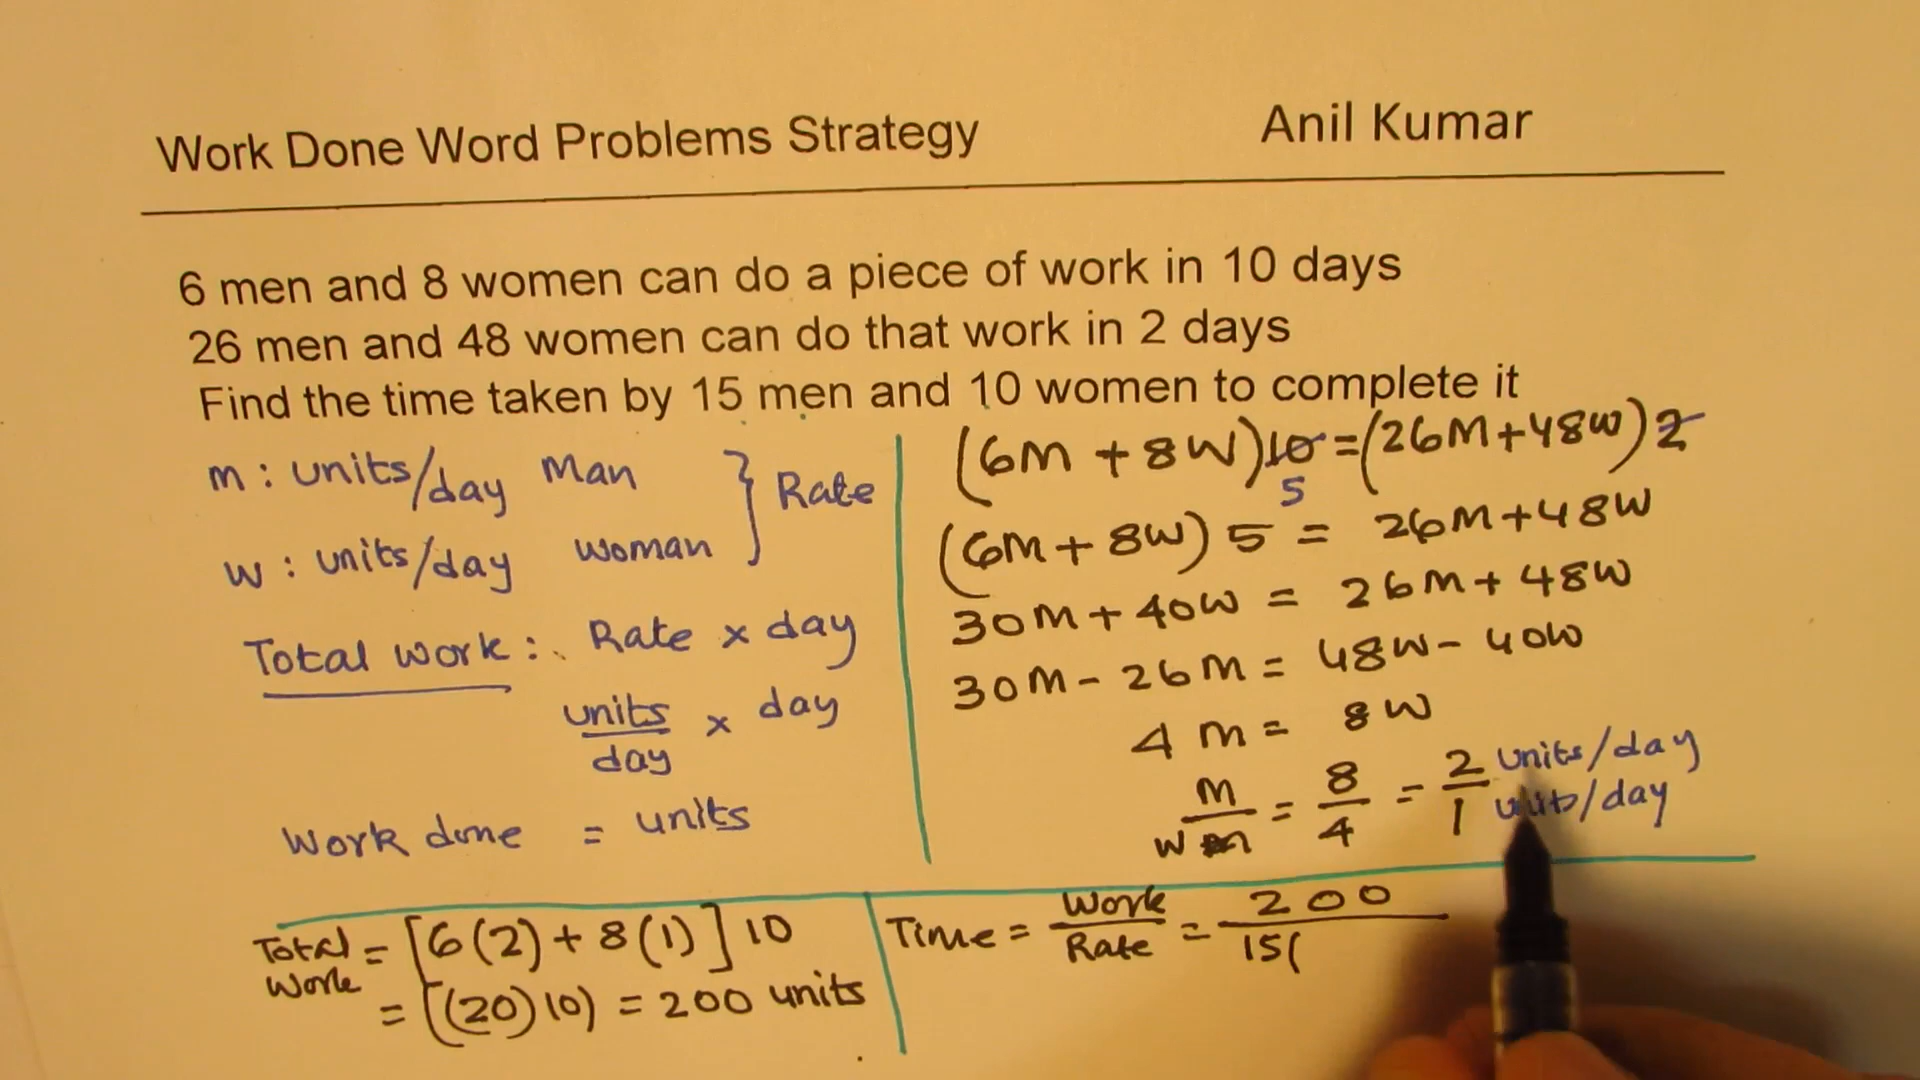 Work Done Word Problems Strategy
Anil Kumar
6 men and 8 women can do a piece of work in 10 days
26 men and 48 women can do that work in 2 days
Find the time taken by 15 men and 10 women to complete it
m : units/day Man
w : units/day woman
} Rate
Total work : Rate × day
units/day × day
Work done = units
(6M + 8W)10 = (26M+48W)2
5
(6M + 8W) 5 = 26M+48W
30M + 40W = 26M + 48W
30M - 26M = 48W - 40W
4 M = 8 W
M/W = 8/4 = 2/1 units/day
units/day
Total Work = [6(2) + 8(1)] 10
= ((20)10) = 200 units
Time = Work/Rate = 200/15(